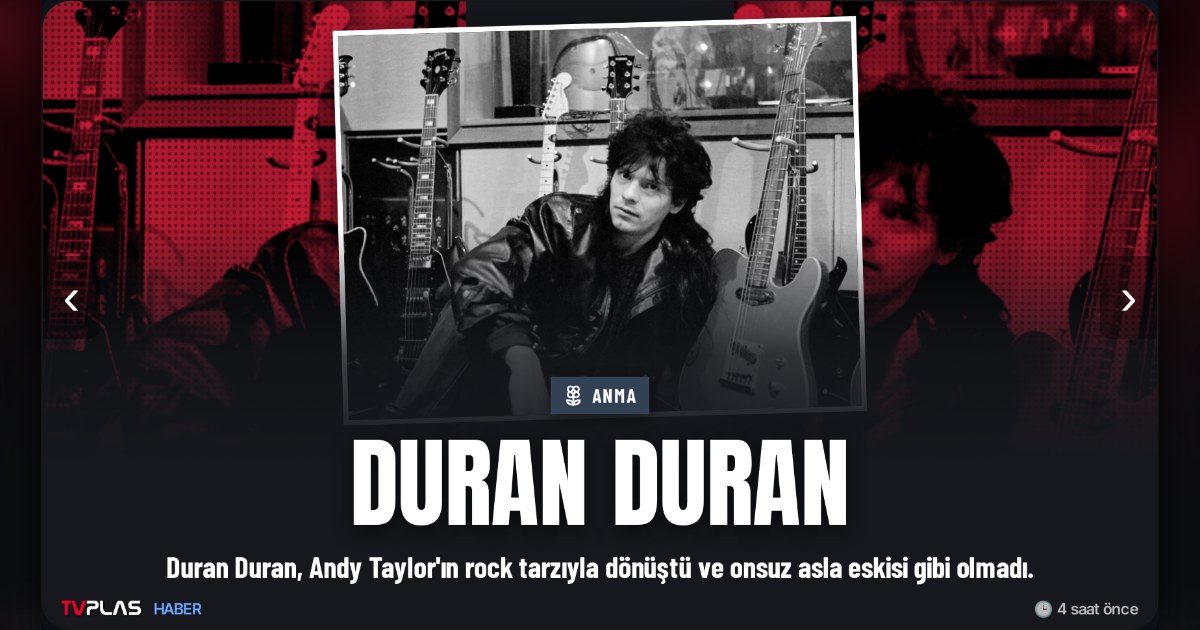 ANMA
DURAN DURAN
Duran Duran, Andy Taylor'ın rock tarzıyla dönüştü ve onsuz asla eskisi gibi olmadı.
TVPLAS HABER
4 saat önce